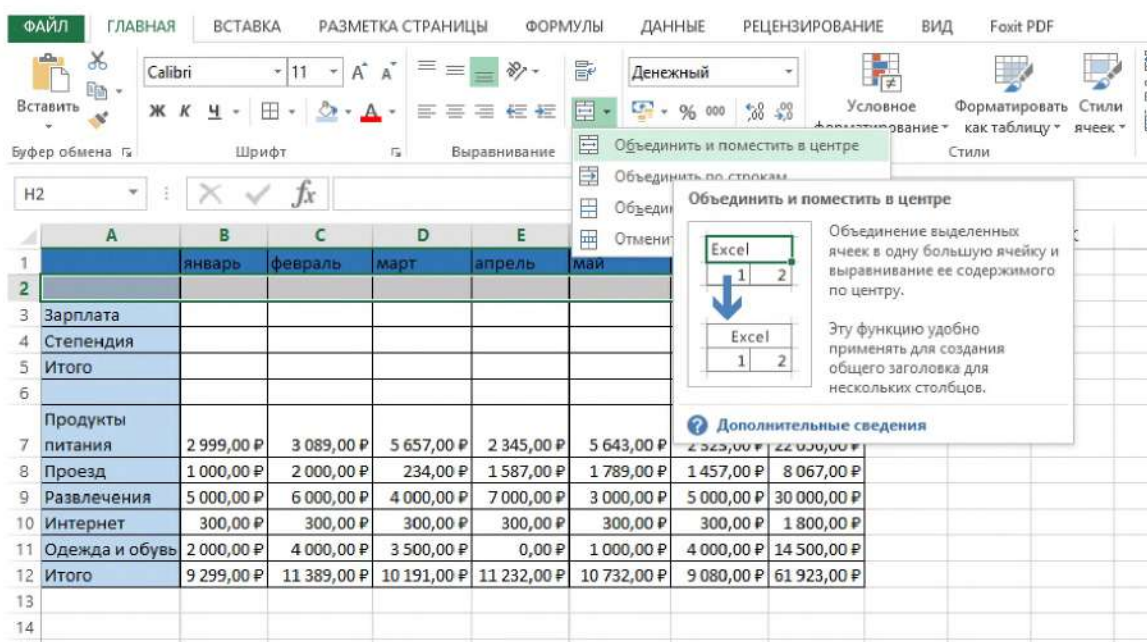 ФАЙЛ ГЛАВНАЯ ВСТАВКА РАЗМЕТКА СТРАНИЦЫ ФОРМУЛЫ ДАННЫЕ РЕЦЕНЗИРОВАНИЕ ВИД Foxit PDF
Calibri 11 А А Денежный
Вставить Ж К Ч % 000 Условное Форматировать Стили
форматирование как таблицу ячеек
Буфер обмена Шрифт Выравнивание Стили
Объединить и поместить в центре
Объединить по строкам
H2 fx
Объединить и поместить в центре
Объединение выделенных
ячеек в одну большую ячейку и
выравнивание ее содержимого
по центру.
Эту функцию удобно
применять для создания
общего заголовка для
нескольких столбцов.
Excel
1 2
Excel
1 2
Дополнительные сведения
A B C D E
1 январь февраль март апрель май
2
3 Зарплата
4 Степендия
5 Итого
6
Продукты
7 питания 2 999,00 ₽ 3 089,00 ₽ 5 657,00 ₽ 2 345,00 ₽ 5 643,00 ₽
8 Проезд 1 000,00 ₽ 2 000,00 ₽ 234,00 ₽ 1 587,00 ₽ 1 789,00 ₽ 1 457,00 ₽ 8 067,00 ₽
9 Развлечения 5 000,00 ₽ 6 000,00 ₽ 4 000,00 ₽ 7 000,00 ₽ 3 000,00 ₽ 5 000,00 ₽ 30 000,00 ₽
10 Интернет 300,00 ₽ 300,00 ₽ 300,00 ₽ 300,00 ₽ 300,00 ₽ 300,00 ₽ 1 800,00 ₽
11 Одежда и обувь 2 000,00 ₽ 4 000,00 ₽ 3 500,00 ₽ 0,00 ₽ 1 000,00 ₽ 4 000,00 ₽ 14 500,00 ₽
12 Итого 9 299,00 ₽ 11 389,00 ₽ 10 191,00 ₽ 11 232,00 ₽ 10 732,00 ₽ 9 080,00 ₽ 61 923,00 ₽
13
14